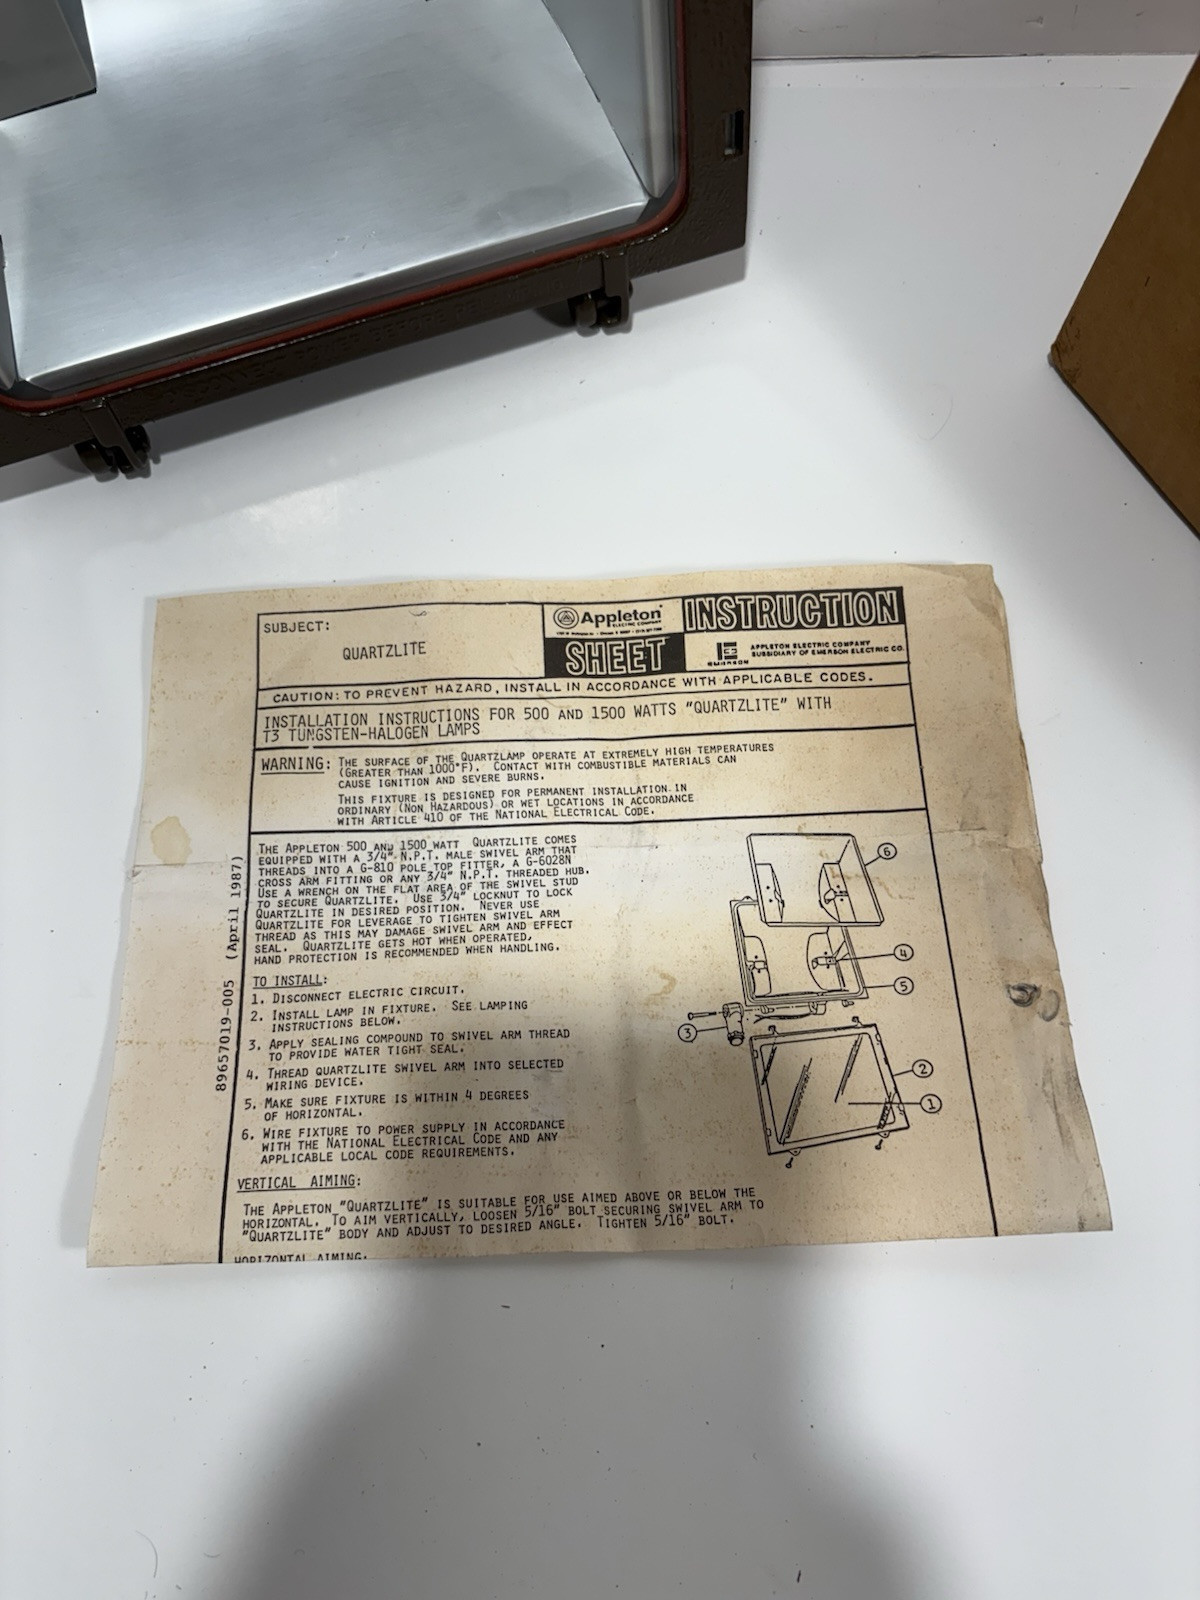 SUBJECT:
QUARTZLITE
Appleton
ELECTRIC COMPANY
INSTRUCTION
SHEET
EMERSON
APPLETON ELECTRIC COMPANY
SUBSIDIARY OF EMERSON ELECTRIC CO.
CAUTION: TO PREVENT HAZARD, INSTALL IN ACCORDANCE WITH APPLICABLE CODES.
INSTALLATION INSTRUCTIONS FOR 500 AND 1500 WATTS "QUARTZLITE" WITH
T3 TUNGSTEN-HALOGEN LAMPS
WARNING: THE SURFACE OF THE QUARTZLAMP OPERATE AT EXTREMELY HIGH TEMPERATURES
(GREATER THAN 1000°F). CONTACT WITH COMBUSTIBLE MATERIALS CAN
CAUSE IGNITION AND SEVERE BURNS.
THIS FIXTURE IS DESIGNED FOR PERMANENT INSTALLATION IN
ORDINARY (NON HAZARDOUS) OR WET LOCATIONS IN ACCORDANCE
WITH ARTICLE 410 OF THE NATIONAL ELECTRICAL CODE.
THE APPLETON 500 AND 1500 WATT QUARTZLITE COMES
EQUIPPED WITH A 3/4" N.P.T. MALE SWIVEL ARM THAT
THREADS INTO A G-810 POLE TOP FITTER, A G-6028N
CROSS ARM FITTING OR ANY 3/4" N.P.T. THREADED HUB.
USE A WRENCH ON THE FLAT AREA OF THE SWIVEL STUD
TO SECURE QUARTZLITE. USE 3/4" LOCKNUT TO LOCK
QUARTZLITE IN DESIRED POSITION. NEVER USE
QUARTZLITE FOR LEVERAGE TO TIGHTEN SWIVEL ARM
THREAD AS THIS MAY DAMAGE SWIVEL ARM AND EFFECT
SEAL. QUARTZLITE GETS HOT WHEN OPERATED,
HAND PROTECTION IS RECOMMENDED WHEN HANDLING.
TO INSTALL:
1. DISCONNECT ELECTRIC CIRCUIT.
2. INSTALL LAMP IN FIXTURE. SEE LAMPING
INSTRUCTIONS BELOW.
3. APPLY SEALING COMPOUND TO SWIVEL ARM THREAD
TO PROVIDE WATER TIGHT SEAL.
4. THREAD QUARTZLITE SWIVEL ARM INTO SELECTED
WIRING DEVICE.
5. MAKE SURE FIXTURE IS WITHIN 4 DEGREES
OF HORIZONTAL.
6. WIRE FIXTURE TO POWER SUPPLY IN ACCORDANCE
WITH THE NATIONAL ELECTRICAL CODE AND ANY
APPLICABLE LOCAL CODE REQUIREMENTS.
6
4
5
3
2
1
VERTICAL AIMING:
THE APPLETON "QUARTZLITE" IS SUITABLE FOR USE AIMED ABOVE OR BELOW THE
HORIZONTAL. TO AIM VERTICALLY, LOOSEN 5/16" BOLT SECURING SWIVEL ARM TO
"QUARTZLITE" BODY AND ADJUST TO DESIRED ANGLE. TIGHTEN 5/16" BOLT.
HORIZONTAL AIMING:
89657019-005 (April 1987)